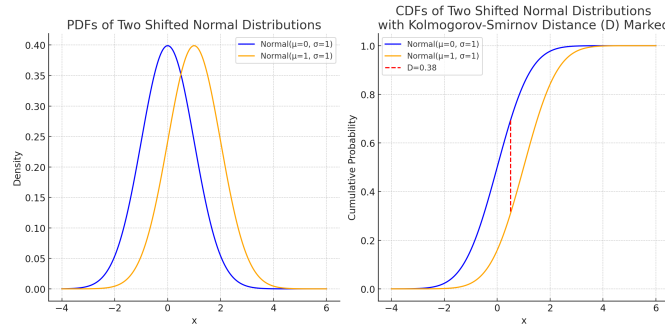 PDFs of Two Shifted Normal Distributions
0.40
0.35
0.30
0.25
0.20
0.15
0.10
0.05
0.00
Density
−4
−2
0
2
4
6
x
Normal(μ=0, σ=1)
Normal(μ=1, σ=1)
CDFs of Two Shifted Normal Distributions
with Kolmogorov-Smirnov Distance (D) Marked
1.0
0.8
0.6
0.4
0.2
0.0
Cumulative Probability
−4
−2
0
2
4
6
x
Normal(μ=0, σ=1)
Normal(μ=1, σ=1)
D=0.38